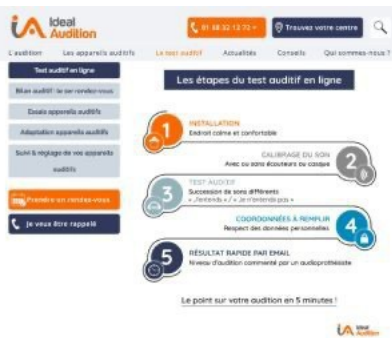 Ideal
Audition
01 88 32 13 72
Trouvez votre centre
L'audition
Les appareils auditifs
Le test auditif
Actualités
Conseils
Qui sommes-nous ?
Test auditif en ligne
Bilan auditif : le 1er rendez-vous
Essais appareils auditifs
Adaptation appareils auditifs
Suivi & réglage de vos appareils
auditifs
Prendre un rendez-vous
Je veux être rappelé
Les étapes du test auditif en ligne
1
INSTALLATION
Endroit calme et confortable
CALIBRAGE DU SON
Avec ou sans écouteurs ou casque
2
3
TEST AUDITIF
Succession de sons différents
« J'entends » / « Je n'entends pas »
COORDONNÉES À REMPLIR
Respect des données personnelles
4
5
RÉSULTAT RAPIDE PAR EMAIL
Niveau d'audition commenté par un audioprothésiste
Le point sur votre audition en 5 minutes !
Ideal
Audition